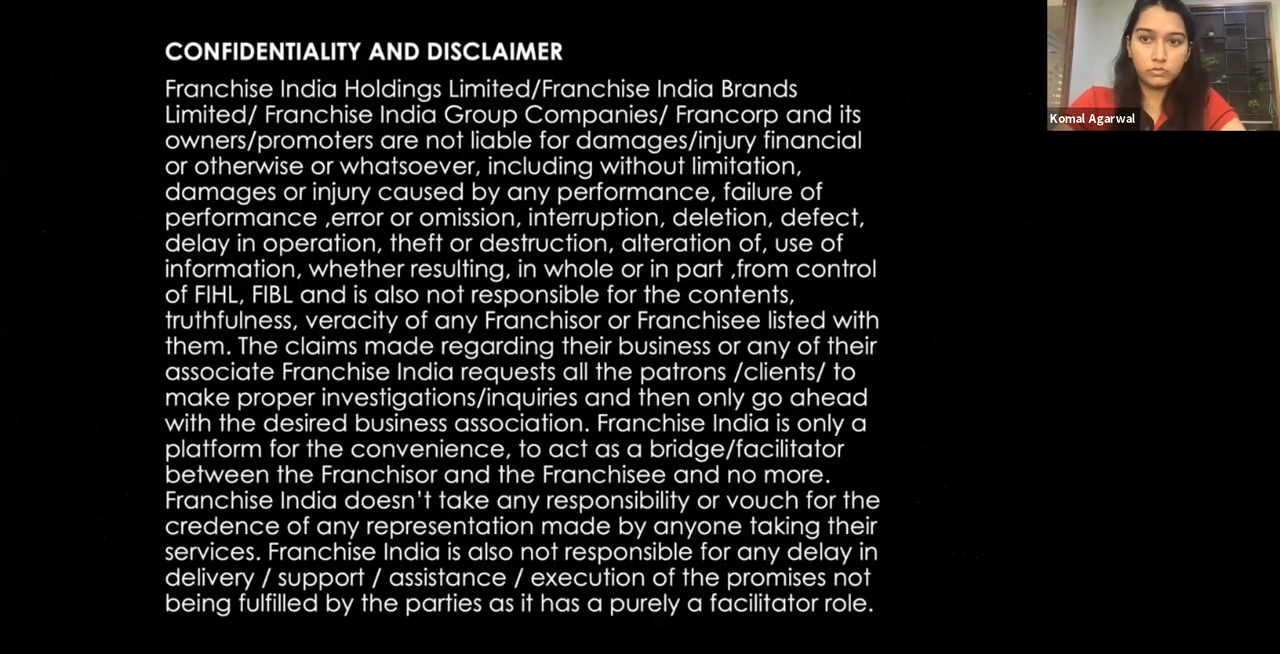 CONFIDENTIALITY AND DISCLAIMER
Franchise India Holdings Limited/Franchise India Brands
Limited/ Franchise India Group Companies/ Francorp and its
owners/promoters are not liable for damages/injury financial
or otherwise or whatsoever, including without limitation,
damages or injury caused by any performance, failure of
performance ,error or omission, interruption, deletion, defect,
delay in operation, theft or destruction, alteration of, use of
information, whether resulting, in whole or in part ,from control
of FIHL, FIBL and is also not responsible for the contents,
truthfulness, veracity of any Franchisor or Franchisee listed with
them. The claims made regarding their business or any of their
associate Franchise India requests all the patrons /clients/ to
make proper investigations/inquiries and then only go ahead
with the desired business association. Franchise India is only a
platform for the convenience, to act as a bridge/facilitator
between the Franchisor and the Franchisee and no more.
Franchise India doesn't take any responsibility or vouch for the
credence of any representation made by anyone taking their
services. Franchise India is also not responsible for any delay in
delivery / support / assistance / execution of the promises not
being fulfilled by the parties as it has a purely a facilitator role.
Komal Agarwal